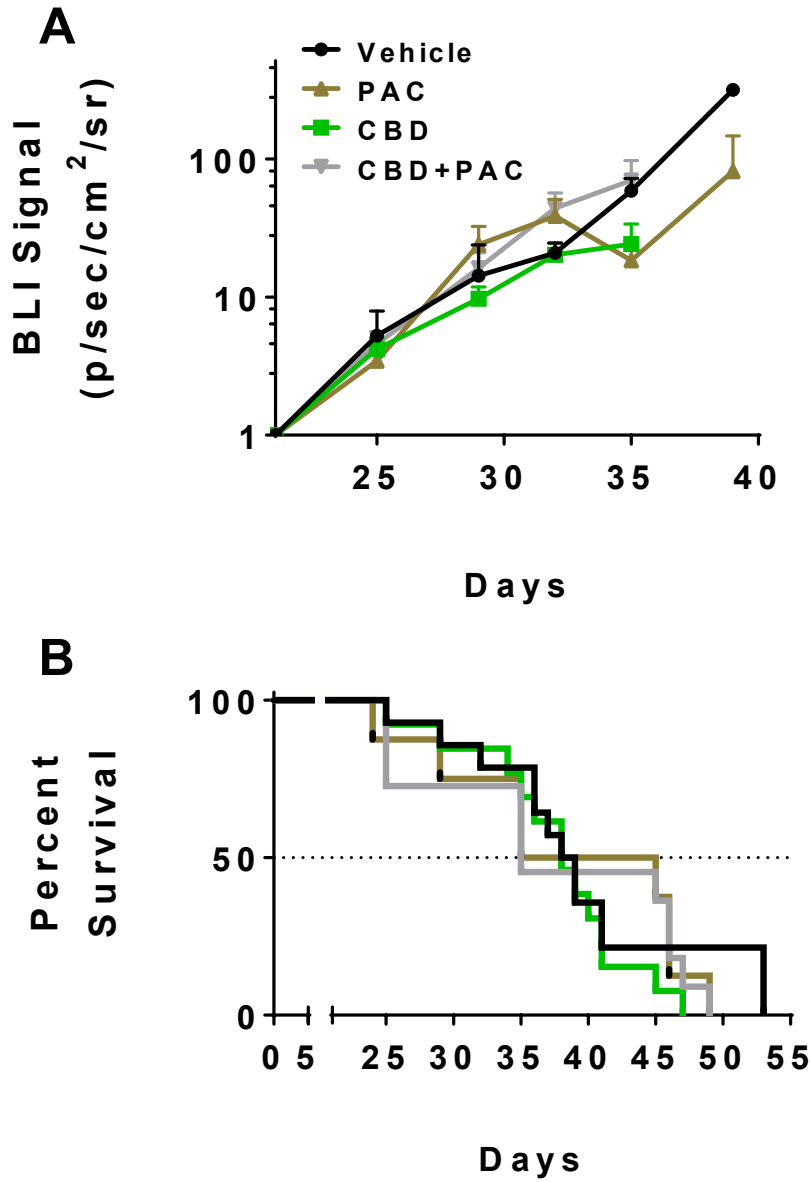 A
Vehicle
PAC
CBD
CBD+PAC
BLI Signal
(p/sec/cm²/sr)
100
10
1
25 30 35 40
Days
B
Percent
Survival
100
50
0
0 5 25 30 35 40 45 50 55
Days